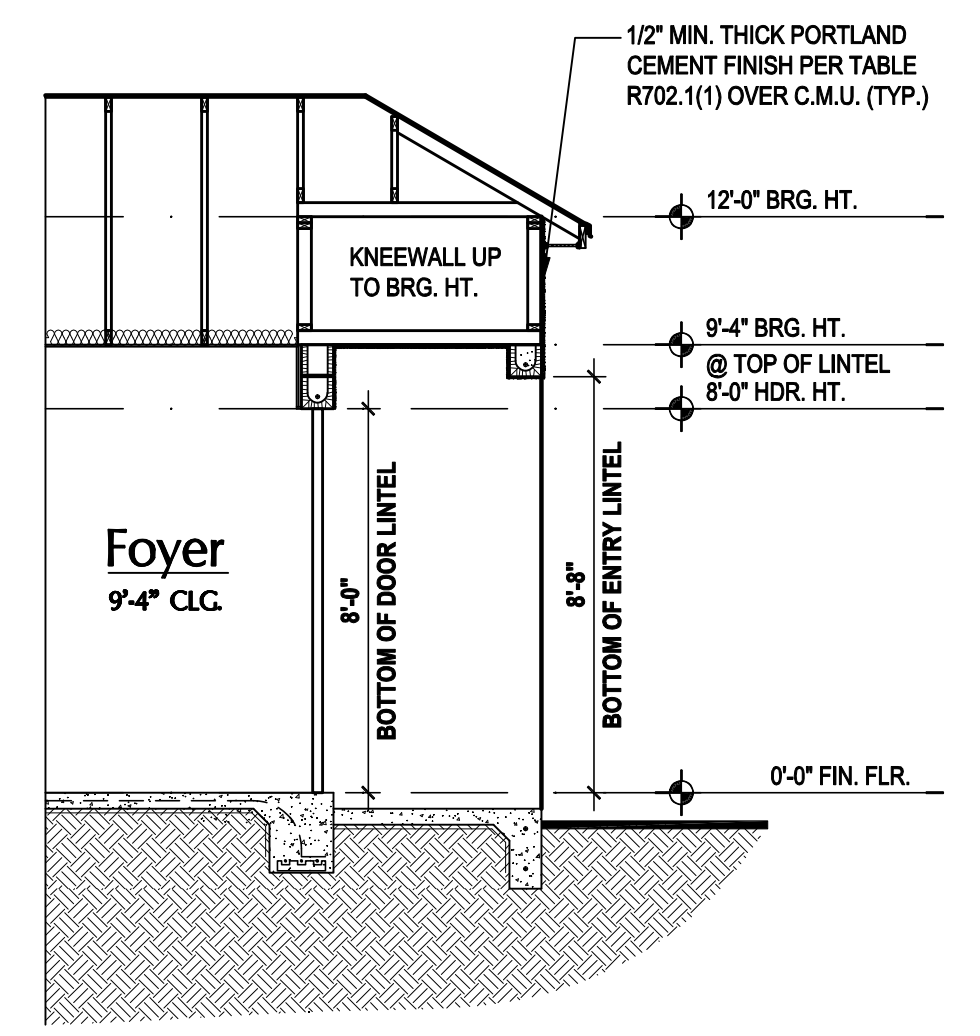 1/2" MIN. THICK PORTLAND
CEMENT FINISH PER TABLE
R702.1(1) OVER C.M.U. (TYP.)
12'-0" BRG. HT.
KNEEWALL UP
TO BRG. HT.
9'-4" BRG. HT.
@ TOP OF LINTEL
8'-0" HDR. HT.
Foyer
9'-4" CLG.
8'-0"
BOTTOM OF DOOR LINTEL
8'-8"
BOTTOM OF ENTRY LINTEL
0'-0" FIN. FLR.